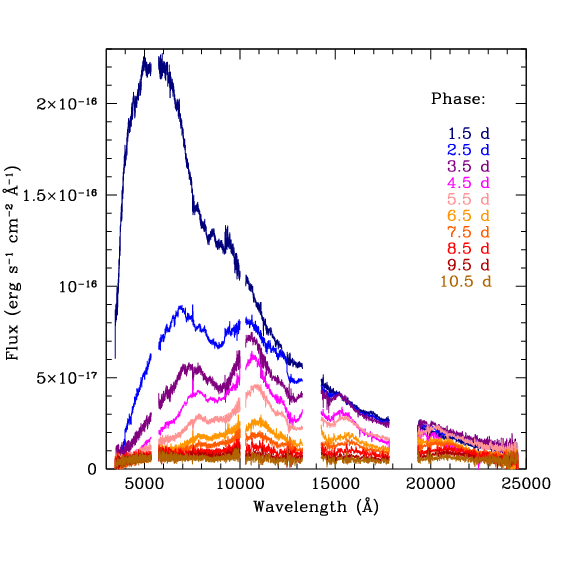 Phase:
1.5 d
2.5 d
3.5 d
4.5 d
5.5 d
6.5 d
7.5 d
8.5 d
9.5 d
10.5 d
2×10⁻¹⁶
1.5×10⁻¹⁶
10⁻¹⁶
5×10⁻¹⁷
0
Flux (erg s⁻¹ cm⁻² Å⁻¹)
5000 10000 15000 20000 25000
Wavelength (Å)